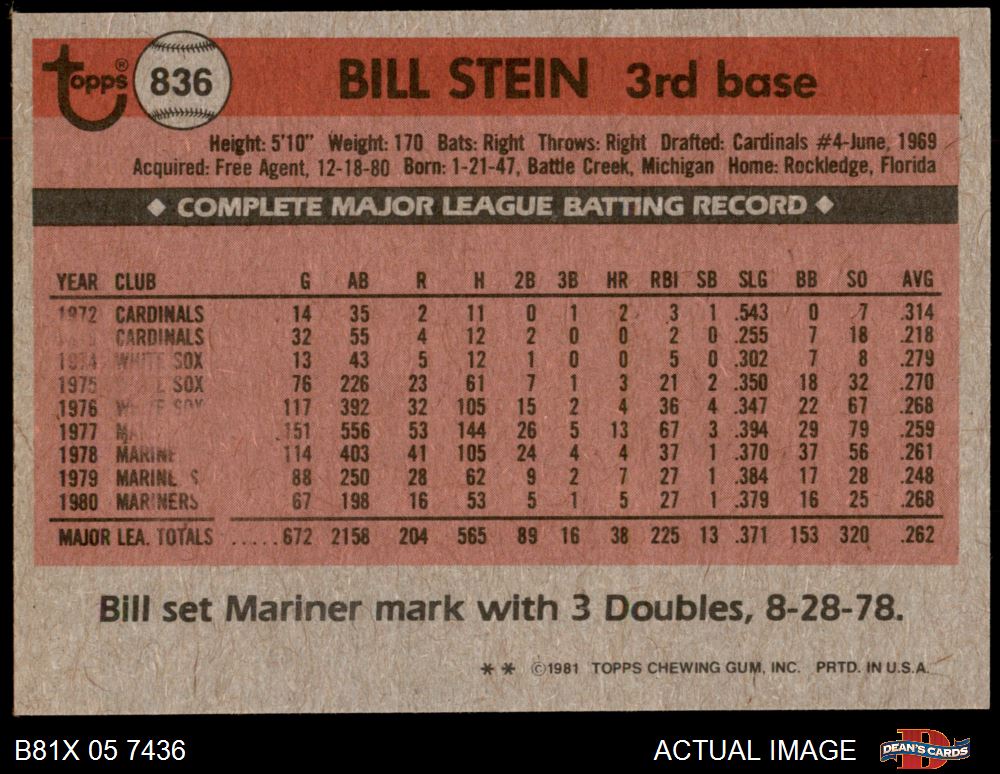 topps® 836 BILL STEIN 3rd base
Height: 5'10" Weight: 170 Bats: Right Throws: Right Drafted: Cardinals #4-June, 1969
Acquired: Free Agent, 12-18-80 Born: 1-21-47, Battle Creek, Michigan Home: Rockledge, Florida
◆ COMPLETE MAJOR LEAGUE BATTING RECORD ◆
YEAR CLUB G AB R H 2B 3B HR RBI SB SLG BB SO AVG
1972 CARDINALS 14 35 2 11 0 1 2 3 1 .543 0 7 .314
CARDINALS 32 55 4 12 2 0 0 2 0 .255 7 18 .218
1974 WHITE SOX 13 43 5 12 1 0 0 5 0 .302 7 8 .279
1975 SOX 76 226 23 61 7 1 3 21 2 .350 18 32 .270
1976 WHITE SOX 117 392 32 105 15 2 4 36 4 .347 22 67 .268
1977 151 556 53 144 26 5 13 67 3 .394 29 79 .259
1978 MARINE 114 403 41 105 24 4 4 37 1 .370 37 56 .261
1979 MARINE S 88 250 28 62 9 2 7 27 1 .384 17 28 .248
1980 MARINERS 67 198 16 53 5 1 5 27 1 .379 16 25 .268
MAJOR LEA. TOTALS .....672 2158 204 565 89 16 38 225 13 .371 153 320 .262
Bill set Mariner mark with 3 Doubles, 8-28-78.
** ©1981 TOPPS CHEWING GUM, INC. PRTD. IN U.S.A.
B81X 05 7436 ACTUAL IMAGE DEAN'S CARDS